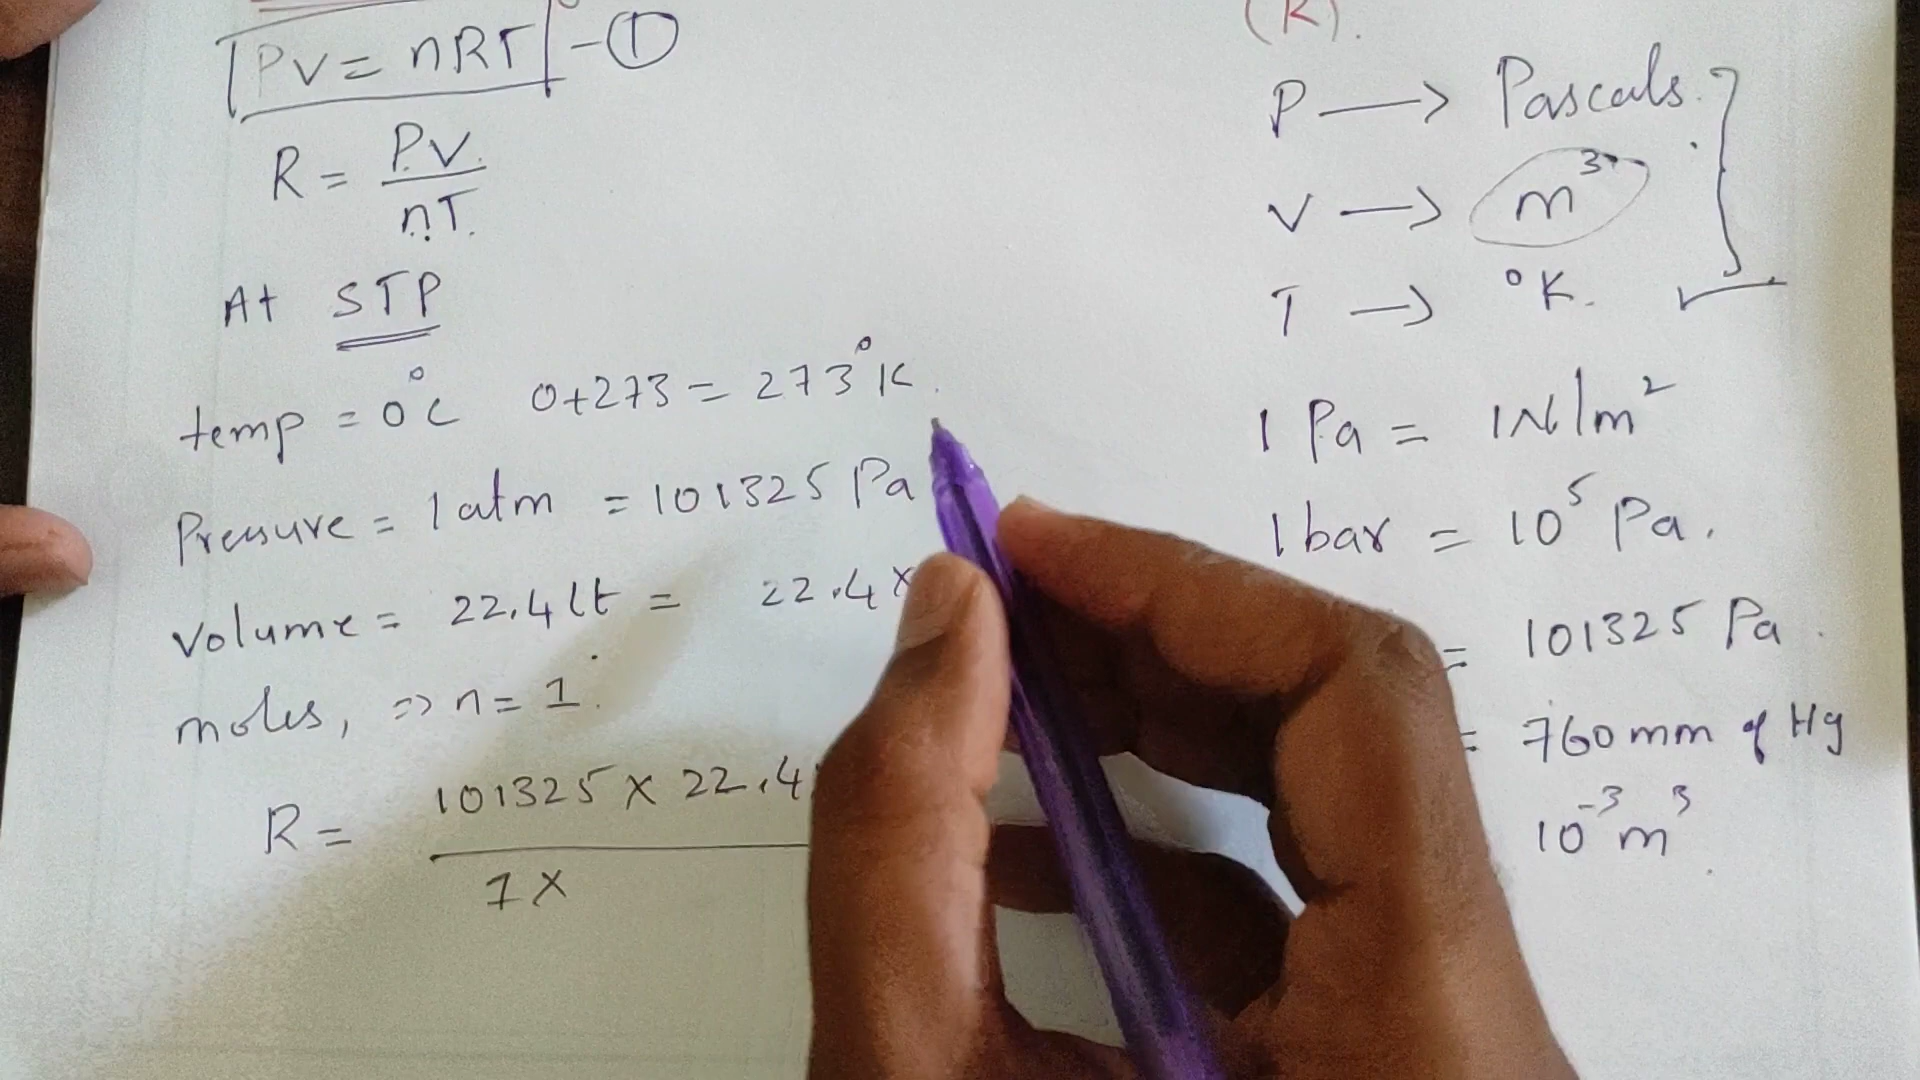 PV = nRT - ①
R = PV / nT
At STP
temp = 0°C 0+273 = 273°K.
Pressure = 1 atm = 101325 Pa
Volume = 22.4 lt = 22.4 ×
moles, => n = 1.
R = 101325 × 22.4 / 1 ×
(R).
P → Pascals.
V → m³
T → °K.
1 Pa = 1N/m²
1 bar = 10⁵ Pa.
= 101325 Pa.
= 760 mm of Hg
10⁻³ m³.